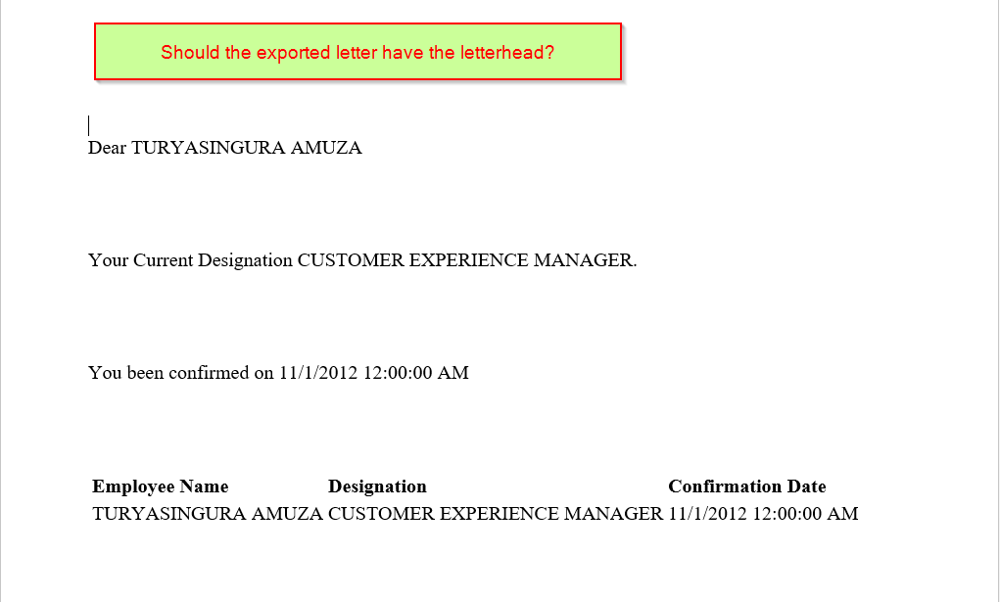 Should the exported letter have the letterhead?
Dear TURYASINGURA AMUZA
Your Current Designation CUSTOMER EXPERIENCE MANAGER.
You been confirmed on 11/1/2012 12:00:00 AM
Employee Name Designation Confirmation Date
TURYASINGURA AMUZA CUSTOMER EXPERIENCE MANAGER 11/1/2012 12:00:00 AM